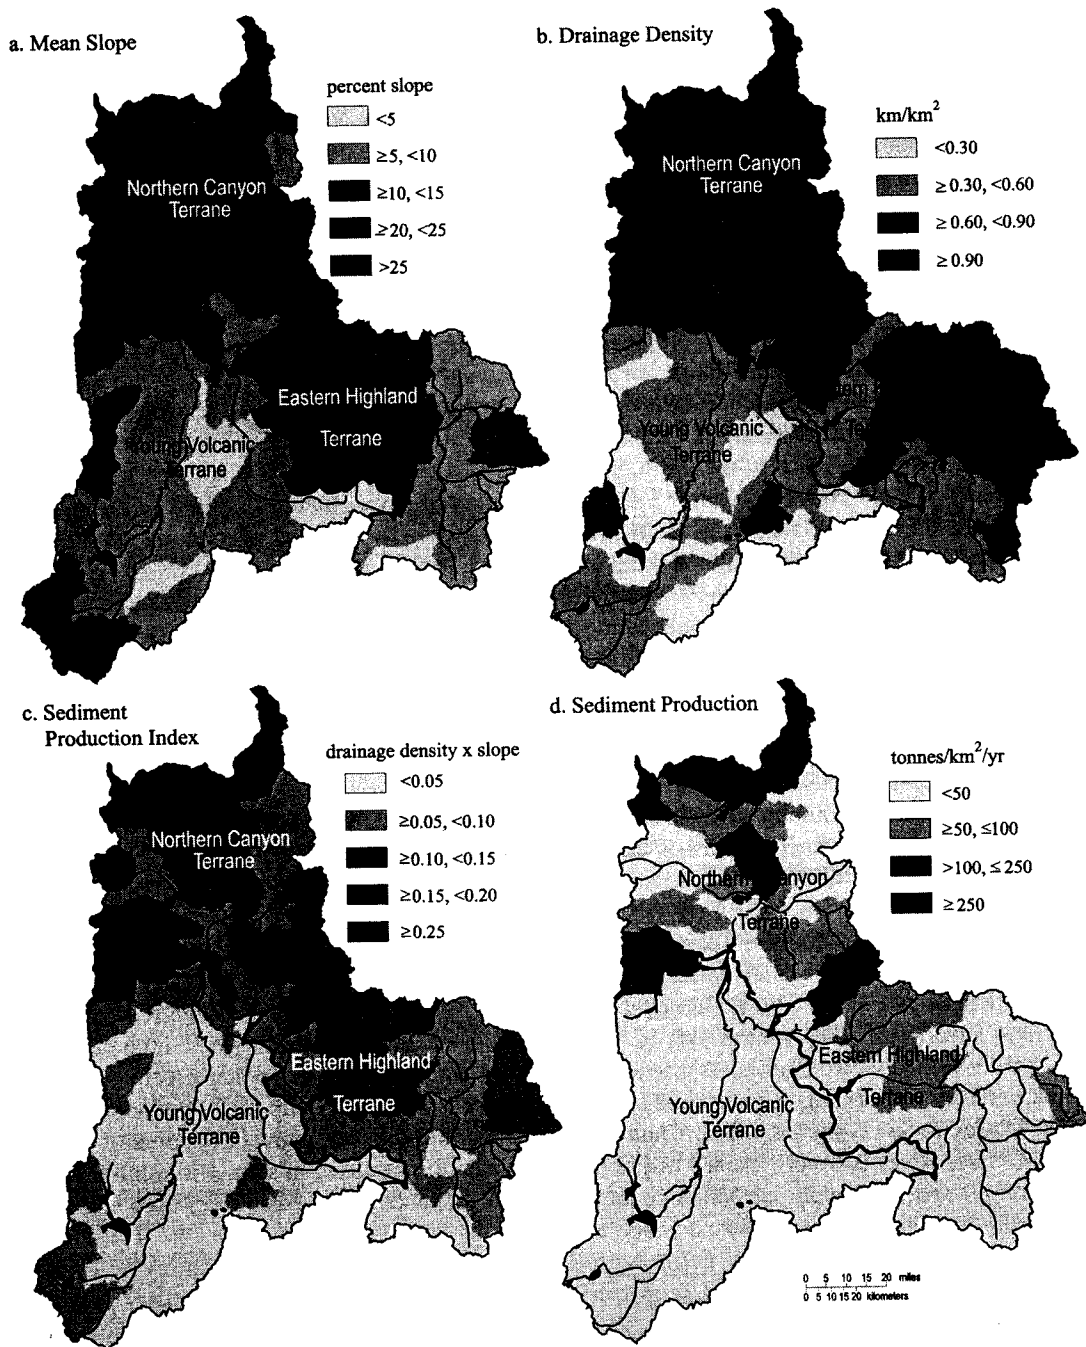 a. Mean Slope
percent slope
<5
≥5, <10
≥10, <15
≥20, <25
>25
Northern Canyon
Terrane
Eastern Highland
Terrane
Young Volcanic
Terrane
b. Drainage Density
km/km²
<0.30
≥ 0.30, <0.60
≥ 0.60, <0.90
≥ 0.90
Northern Canyon
Terrane
Young Volcanic
Terrane
c. Sediment
Production Index
drainage density x slope
<0.05
≥0.05, <0.10
≥0.10, <0.15
≥0.15, <0.20
≥0.25
Northern Canyon
Terrane
Eastern Highland
Terrane
Young Volcanic
Terrane
d. Sediment Production
tonnes/km²/yr
<50
≥50, ≤100
>100, ≤ 250
≥ 250
Northern Canyon
Terrane
Eastern Highland
Terrane
Young Volcanic
Terrane
0 5 10 15 20 miles
0 5 10 15 20 kilometers